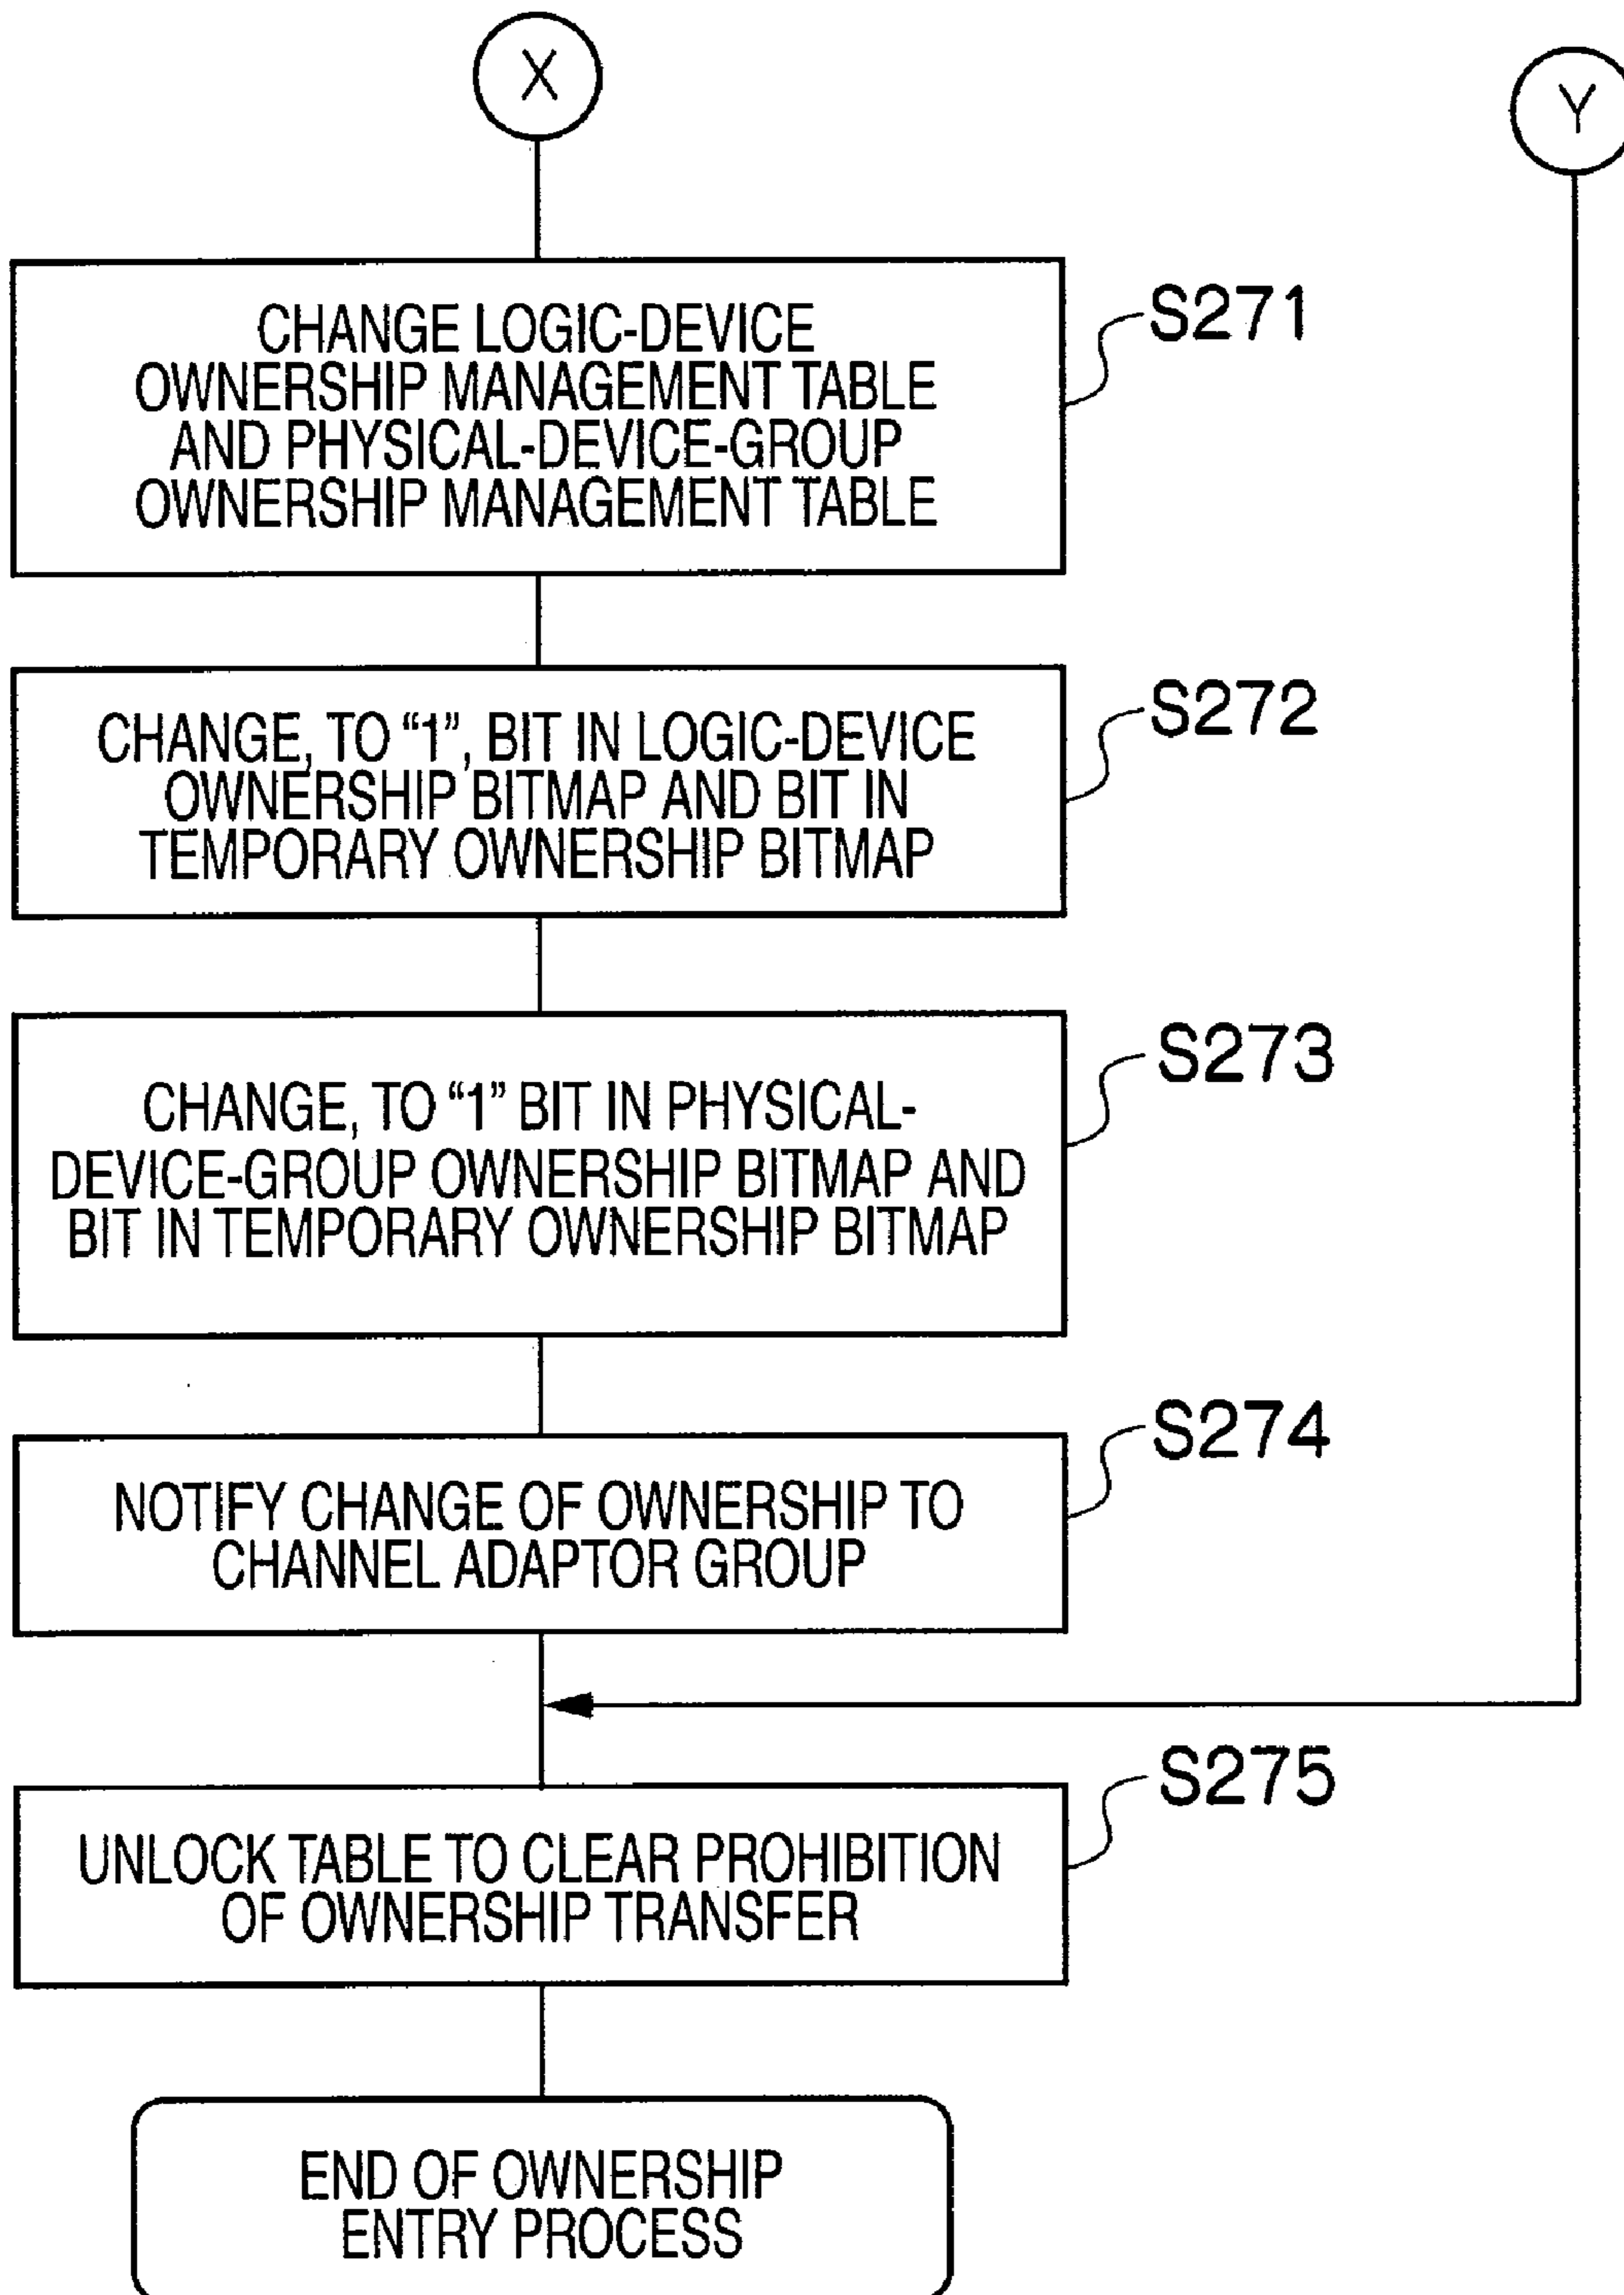 X
Y
CHANGE LOGIC-DEVICE
OWNERSHIP MANAGEMENT TABLE
AND PHYSICAL-DEVICE-GROUP
OWNERSHIP MANAGEMENT TABLE
S271
CHANGE, TO “1”, BIT IN LOGIC-DEVICE
OWNERSHIP BITMAP AND BIT IN
TEMPORARY OWNERSHIP BITMAP
S272
CHANGE, TO “1” BIT IN PHYSICAL-
DEVICE-GROUP OWNERSHIP BITMAP AND
BIT IN TEMPORARY OWNERSHIP BITMAP
S273
NOTIFY CHANGE OF OWNERSHIP TO
CHANNEL ADAPTOR GROUP
S274
UNLOCK TABLE TO CLEAR PROHIBITION
OF OWNERSHIP TRANSFER
S275
END OF OWNERSHIP
ENTRY PROCESS